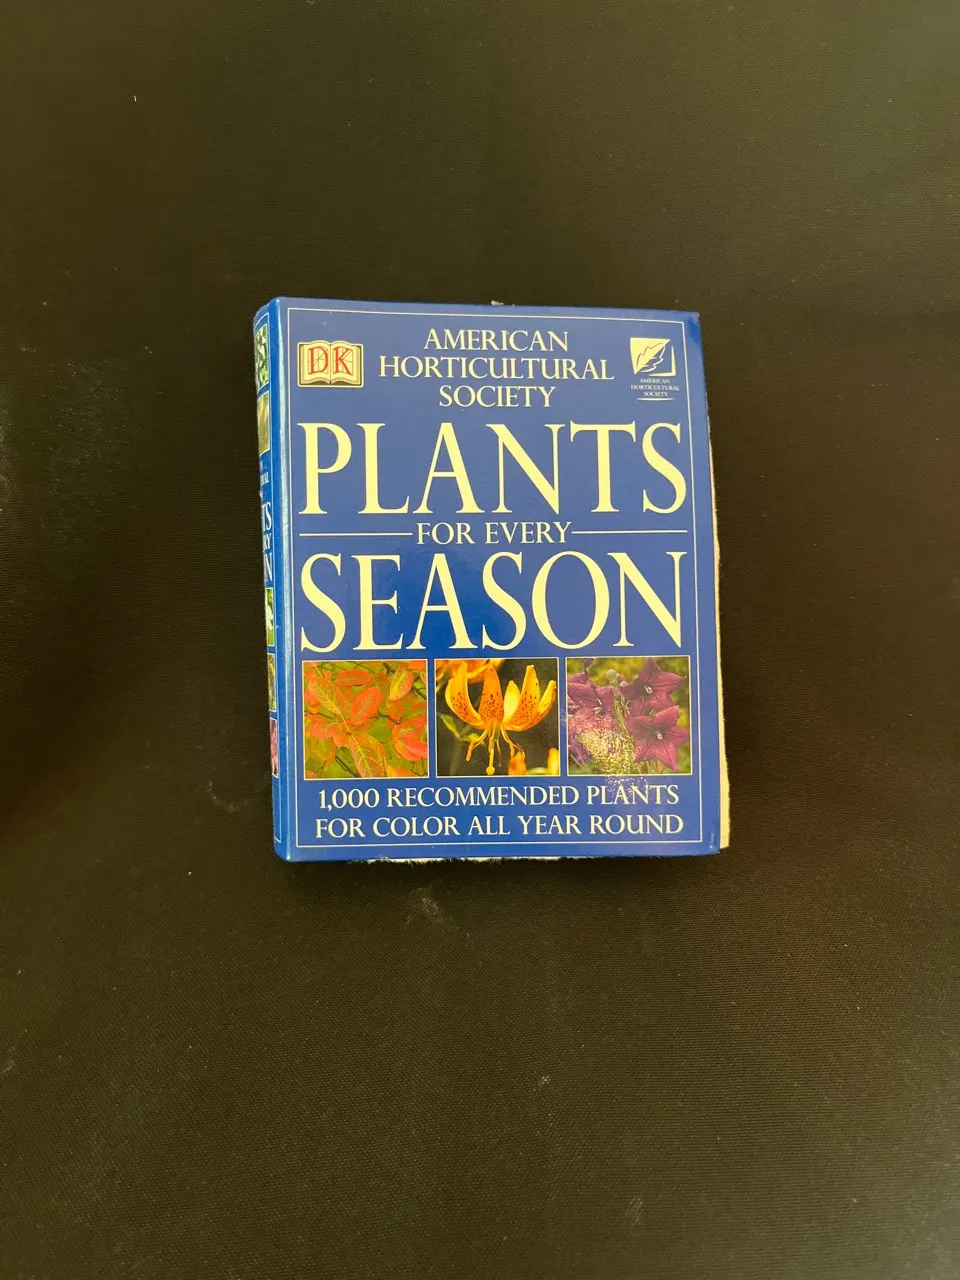 DK
AMERICAN
HORTICULTURAL
SOCIETY
AMERICAN
HORTICULTURAL
SOCIETY
PLANTS
FOR EVERY
SEASON
1,000 RECOMMENDED PLANTS
FOR COLOR ALL YEAR ROUND